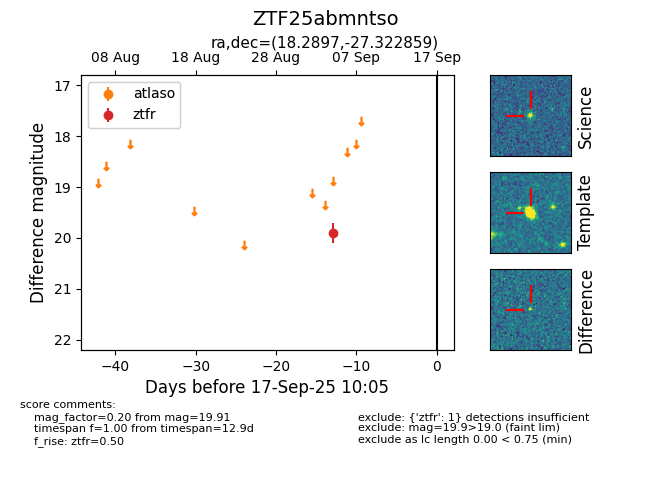 ZTF25abmntso
ra,dec=(18.2897,-27.322859)
08 Aug 18 Aug 28 Aug 07 Sep 17 Sep
17
18
19
20
21
22
Difference magnitude
atlaso
ztfr
−40 −30 −20 −10 0
Days before 17-Sep-25 10:05
Science
Template
Difference
score comments:
mag_factor=0.20 from mag=19.91
timespan f=1.00 from timespan=12.9d
f_rise: ztfr=0.50
exclude: {'ztfr': 1} detections insufficient
exclude: mag=19.9>19.0 (faint lim)
exclude as lc length 0.00 < 0.75 (min)